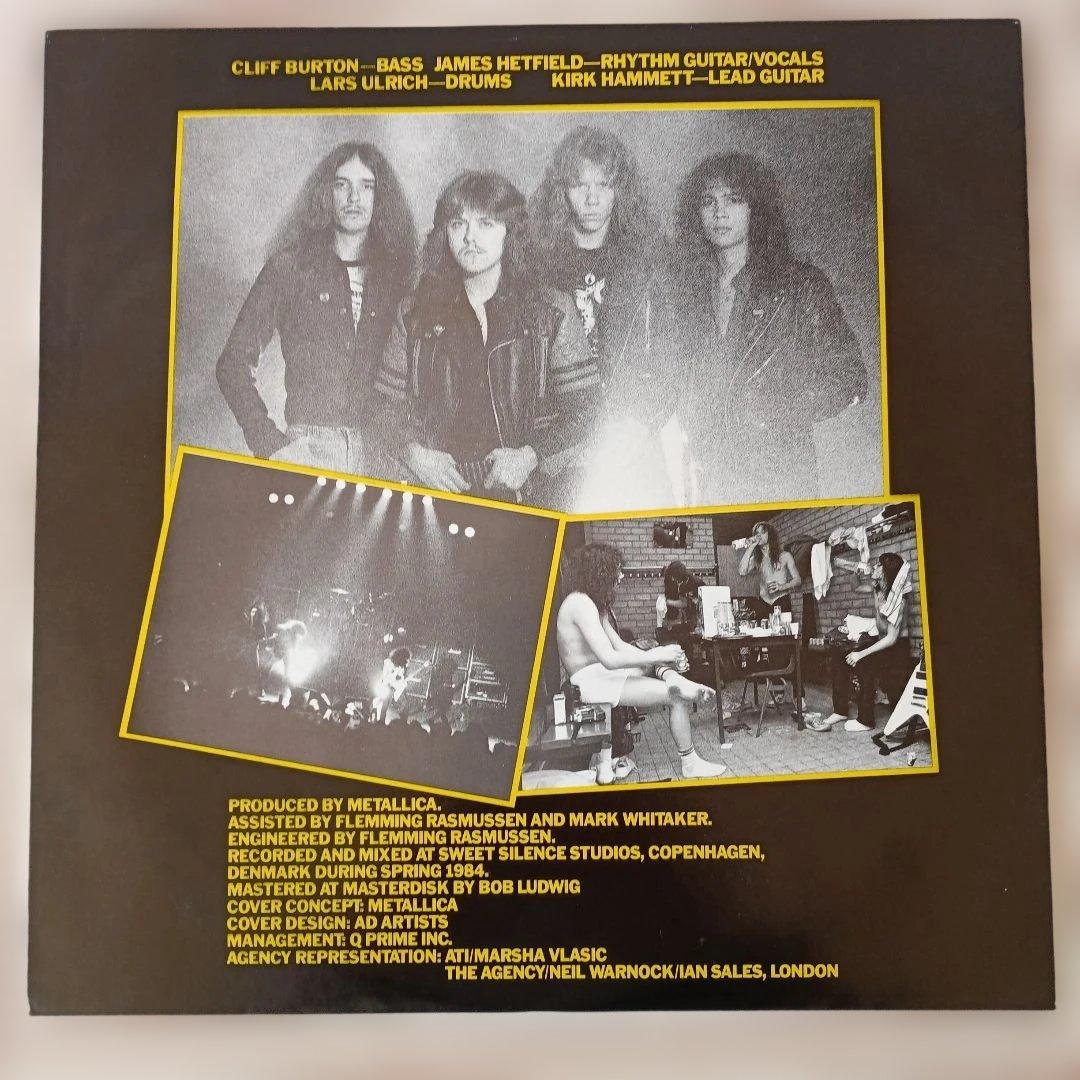 CLIFF BURTON—BASS JAMES HETFIELD—RHYTHM GUITAR/VOCALS
LARS ULRICH—DRUMS KIRK HAMMETT—LEAD GUITAR
PRODUCED BY METALLICA.
ASSISTED BY FLEMMING RASMUSSEN AND MARK WHITAKER.
ENGINEERED BY FLEMMING RASMUSSEN.
RECORDED AND MIXED AT SWEET SILENCE STUDIOS, COPENHAGEN,
DENMARK DURING SPRING 1984.
MASTERED AT MASTERDISK BY BOB LUDWIG
COVER CONCEPT: METALLICA
COVER DESIGN: AD ARTISTS
MANAGEMENT: Q PRIME INC.
AGENCY REPRESENTATION: ATI/MARSHA VLASIC
THE AGENCY/NEIL WARNOCK/IAN SALES, LONDON